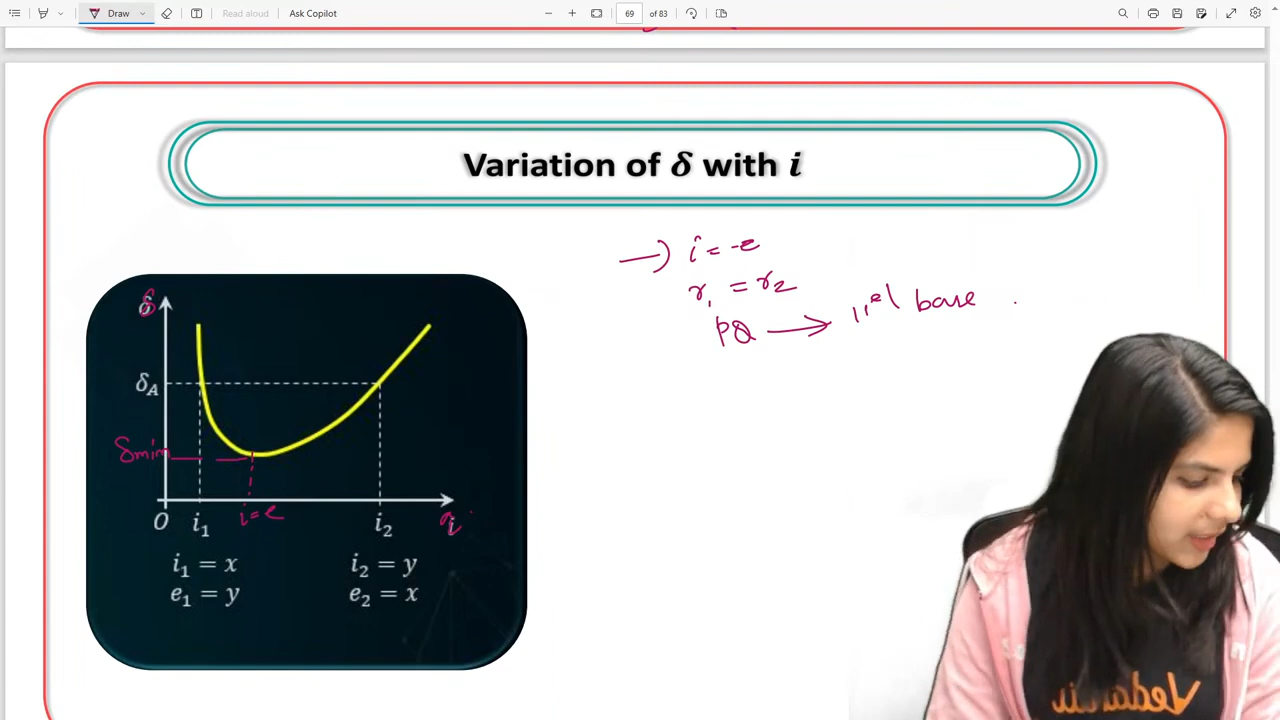 Draw
Read aloud
Ask Copilot
69 of 83
Variation of δ with i
→ i = e
r₁ = r₂
PQ → ||el base
δ
δA
δmin
O i₁ i = e i₂ i
i₁ = x i₂ = y
e₁ = y e₂ = x
Vedantu